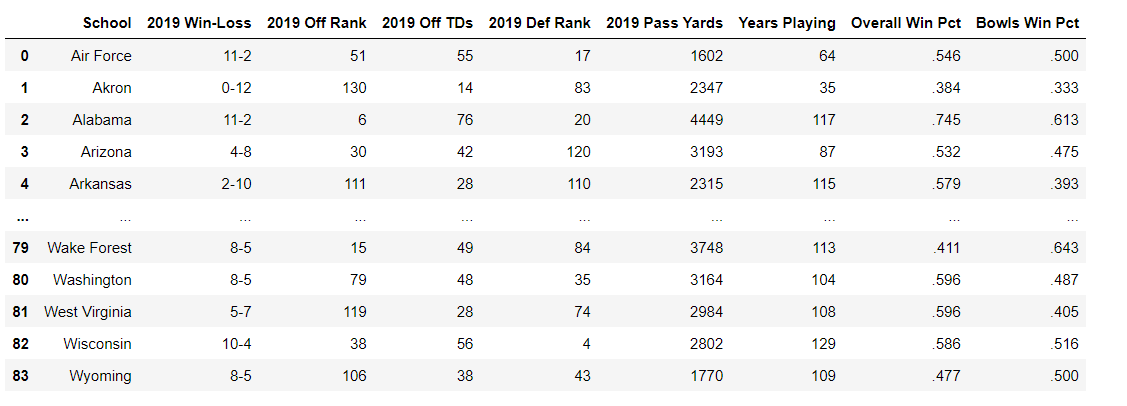 School 2019 Win-Loss 2019 Off Rank 2019 Off TDs 2019 Def Rank 2019 Pass Yards Years Playing Overall Win Pct Bowls Win Pct
0 Air Force 11-2 51 55 17 1602 64 .546 .500
1 Akron 0-12 130 14 83 2347 35 .384 .333
2 Alabama 11-2 6 76 20 4449 117 .745 .613
3 Arizona 4-8 30 42 120 3193 87 .532 .475
4 Arkansas 2-10 111 28 110 2315 115 .579 .393
... ... ... ... ... ... ... ... ... ...
79 Wake Forest 8-5 15 49 84 3748 113 .411 .643
80 Washington 8-5 79 48 35 3164 104 .596 .487
81 West Virginia 5-7 119 28 74 2984 108 .596 .405
82 Wisconsin 10-4 38 56 4 2802 129 .586 .516
83 Wyoming 8-5 106 38 43 1770 109 .477 .500